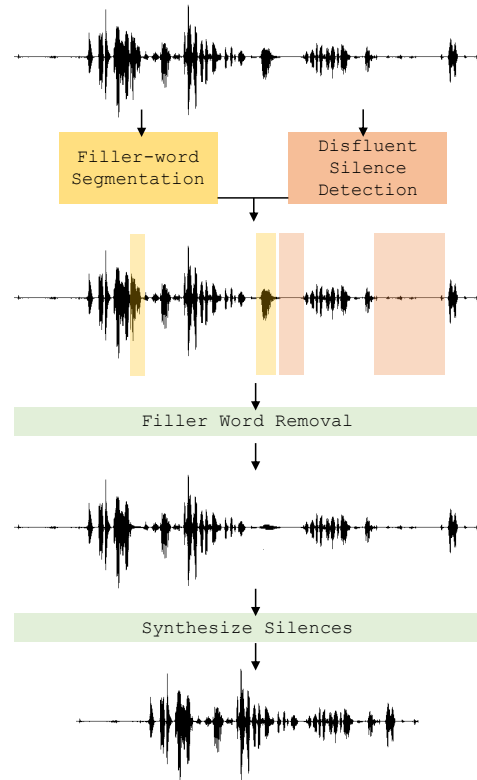 Filler-word
Segmentation
Disfluent
Silence
Detection
Filler Word Removal
Synthesize Silences